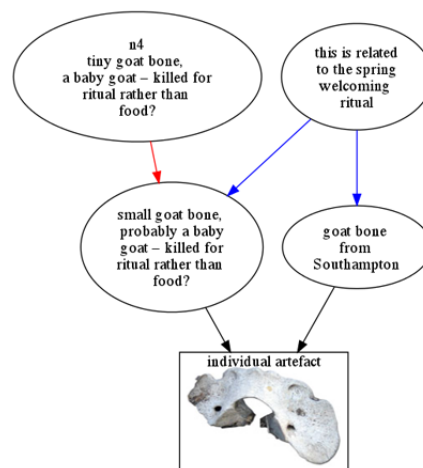 n4
tiny goat bone,
a baby goat – killed for
ritual rather than
food?
this is related
to the spring
welcoming
ritual
small goat bone,
probably a baby
goat – killed for
ritual rather than
food?
goat bone
from
Southampton
individual artefact